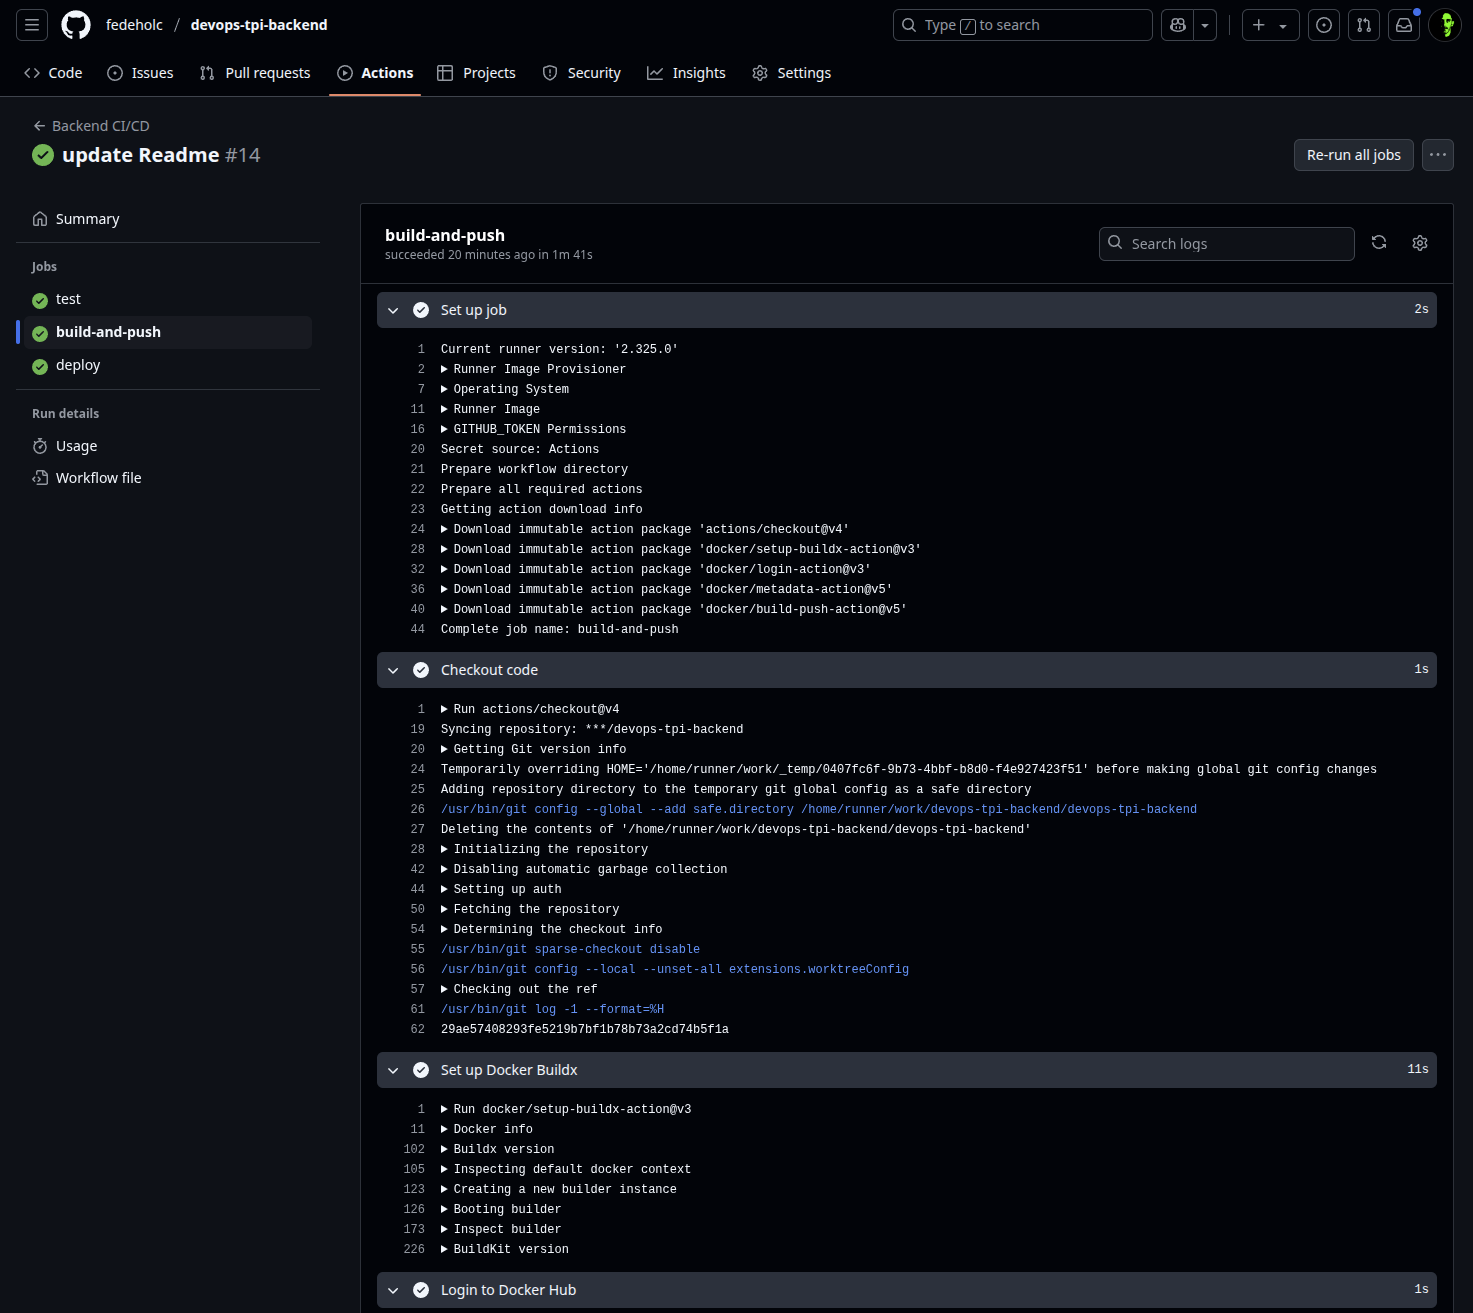 fedeholc / devops-tpi-backend
Type / to search
Code
Issues
Pull requests
Actions
Projects
Security
Insights
Settings
Backend CI/CD
update Readme #14
Re-run all jobs
Summary
Jobs
test
build-and-push
deploy
Run details
Usage
Workflow file
build-and-push
succeeded 20 minutes ago in 1m 41s
Search logs
Set up job 2s
1 Current runner version: '2.325.0'
2 Runner Image Provisioner
7 Operating System
11 Runner Image
16 GITHUB_TOKEN Permissions
20 Secret source: Actions
21 Prepare workflow directory
22 Prepare all required actions
23 Getting action download info
24 Download immutable action package 'actions/checkout@v4'
28 Download immutable action package 'docker/setup-buildx-action@v3'
32 Download immutable action package 'docker/login-action@v3'
36 Download immutable action package 'docker/metadata-action@v5'
40 Download immutable action package 'docker/build-push-action@v5'
44 Complete job name: build-and-push
Checkout code 1s
1 Run actions/checkout@v4
19 Syncing repository: ***/devops-tpi-backend
20 Getting Git version info
24 Temporarily overriding HOME='/home/runner/work/_temp/0407fc6f-9b73-4bbf-b8d0-f4e927423f51' before making global git config changes
25 Adding repository directory to the temporary git global config as a safe directory
26 /usr/bin/git config --global --add safe.directory /home/runner/work/devops-tpi-backend/devops-tpi-backend
27 Deleting the contents of '/home/runner/work/devops-tpi-backend/devops-tpi-backend'
28 Initializing the repository
42 Disabling automatic garbage collection
44 Setting up auth
50 Fetching the repository
54 Determining the checkout info
55 /usr/bin/git sparse-checkout disable
56 /usr/bin/git config --local --unset-all extensions.worktreeConfig
57 Checking out the ref
61 /usr/bin/git log -1 --format=%H
62 29ae57408293fe5219b7bf1b78b73a2cd74b5f1a
Set up Docker Buildx 11s
1 Run docker/setup-buildx-action@v3
11 Docker info
102 Buildx version
105 Inspecting default docker context
123 Creating a new builder instance
126 Booting builder
173 Inspect builder
226 BuildKit version
Login to Docker Hub 1s